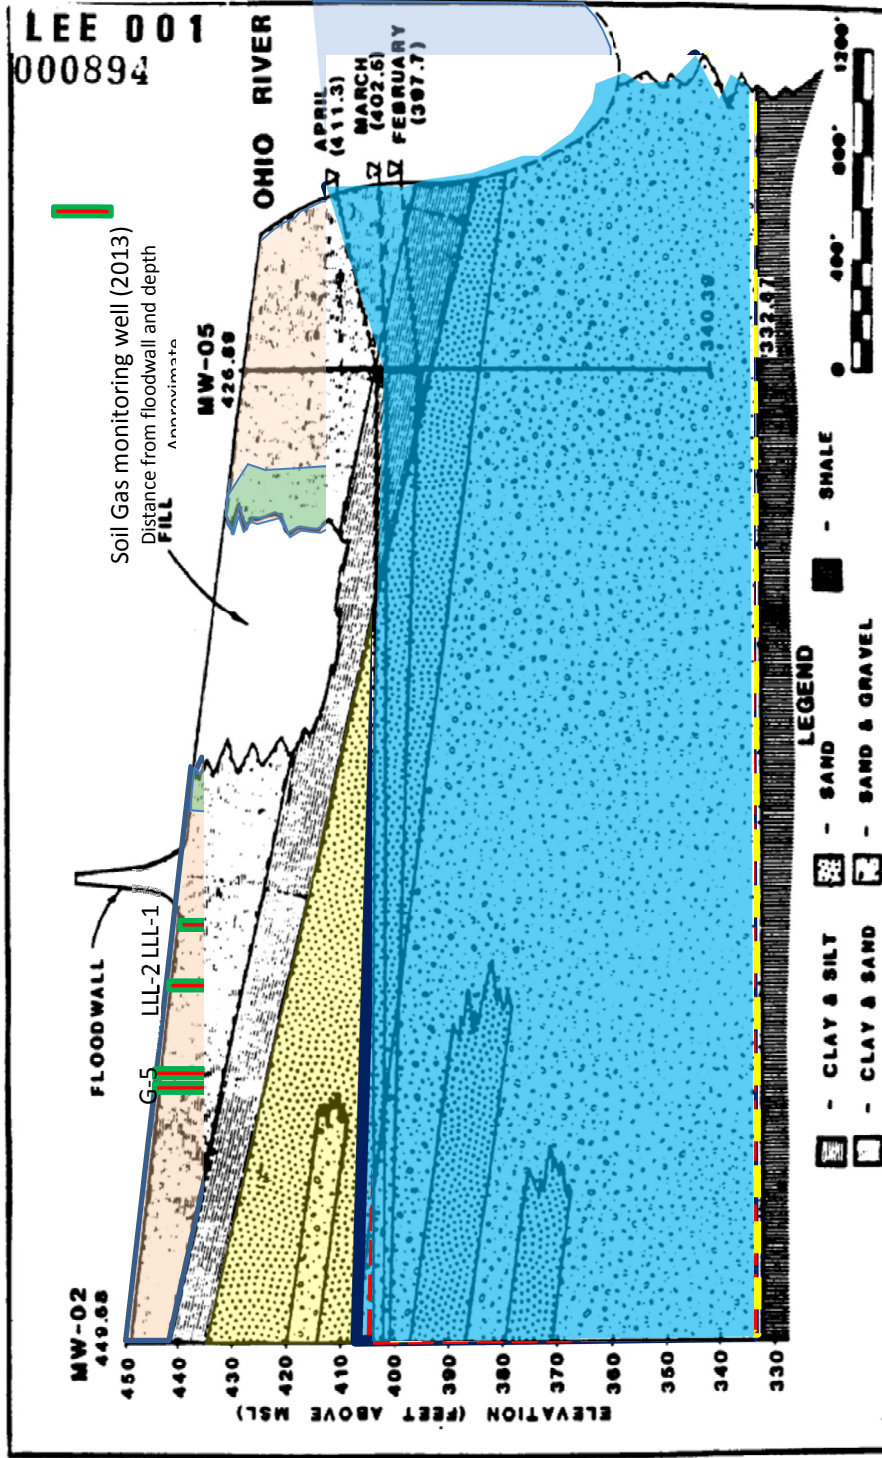 LEE 001
000894
OHIO RIVER
APRIL
(411.3)
MARCH
(402.6)
FEBRUARY
(397.7)
Soil Gas monitoring well (2013)
Distance from floodwall and depth
Approximate
FILL
MW-05
426.89
FLOODWALL
LLL-2 LLL-1
G-5
MW-02
449.68
450
440
430
420
410
400
390
380
370
360
350
340
330
ELEVATION (FEET ABOVE MSL)
340.39
332.67
0 400' 800' 1200'
LEGEND
- CLAY & SILT
- SAND
- SHALE
- CLAY & SAND
- SAND & GRAVEL